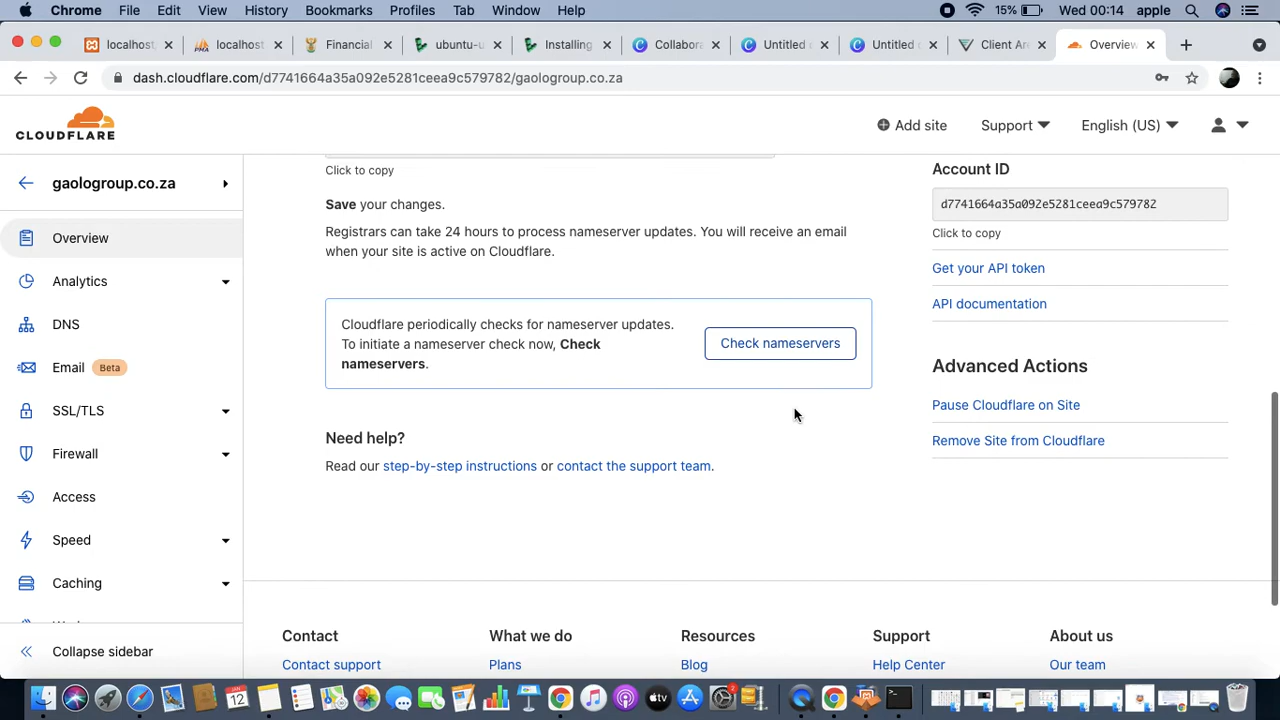 Chrome File Edit View History Bookmarks Profiles Tab Window Help 15% Wed 00:14 apple
localhost/ localhost Financial ubuntu-u Installing Collabora Untitled Untitled Client Are Overview
dash.cloudflare.com/d7741664a35a092e5281ceea9c579782/gaologroup.co.za
CLOUDFLARE
Add site Support English (US)
gaologroup.co.za
Overview
Analytics
DNS
Email Beta
SSL/TLS
Firewall
Access
Speed
Caching
Collapse sidebar
Click to copy
Save your changes.
Registrars can take 24 hours to process nameserver updates. You will receive an email
when your site is active on Cloudflare.
Cloudflare periodically checks for nameserver updates.
To initiate a nameserver check now, Check
nameservers.
Check nameservers
Need help?
Read our step-by-step instructions or contact the support team.
Account ID
d7741664a35a092e5281ceea9c579782
Click to copy
Get your API token
API documentation
Advanced Actions
Pause Cloudflare on Site
Remove Site from Cloudflare
Contact What we do Resources Support About us
Contact support Plans Blog Help Center Our team